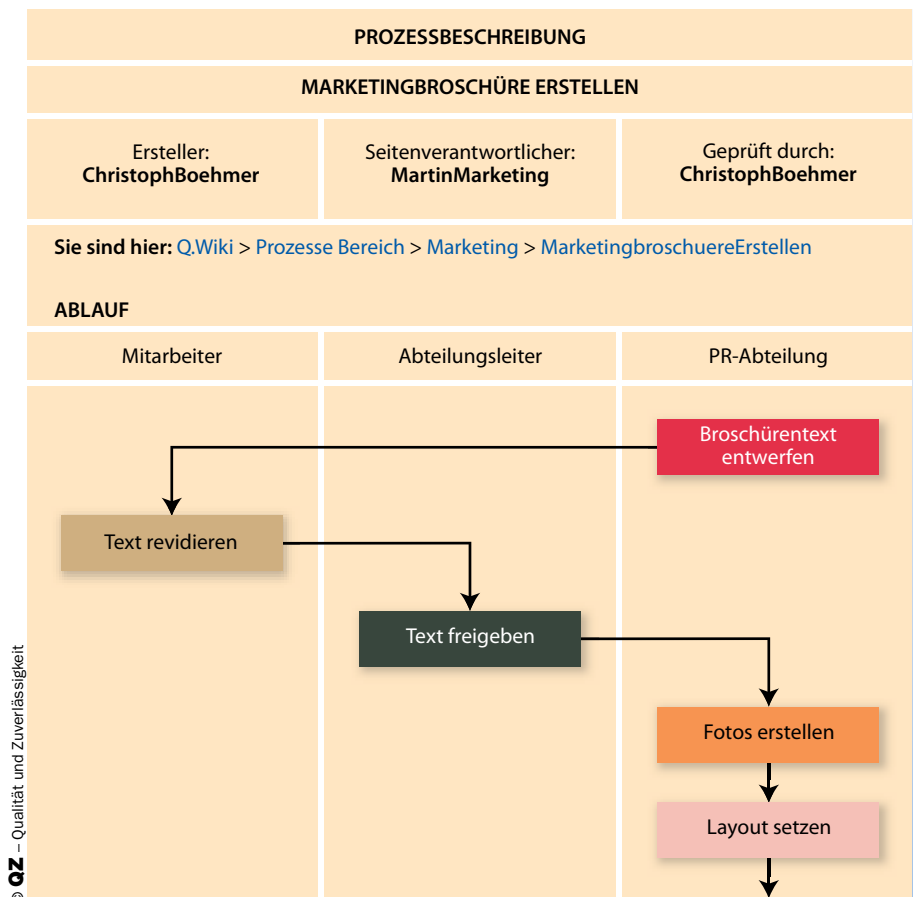 PROZESSBESCHREIBUNG
MARKETINGBROSCHÜRE ERSTELLEN
Ersteller:
ChristophBoehmer
Seitenverantwortlicher:
MartinMarketing
Geprüft durch:
ChristophBoehmer
Sie sind hier: Q.Wiki > Prozesse Bereich > Marketing > MarketingbroschuereErstellen
ABLAUF
Mitarbeiter
Abteilungsleiter
PR-Abteilung
Broschürentext
entwerfen
Text revidieren
Text freigeben
Fotos erstellen
Layout setzen
© QZ – Qualität und Zuverlässigkeit